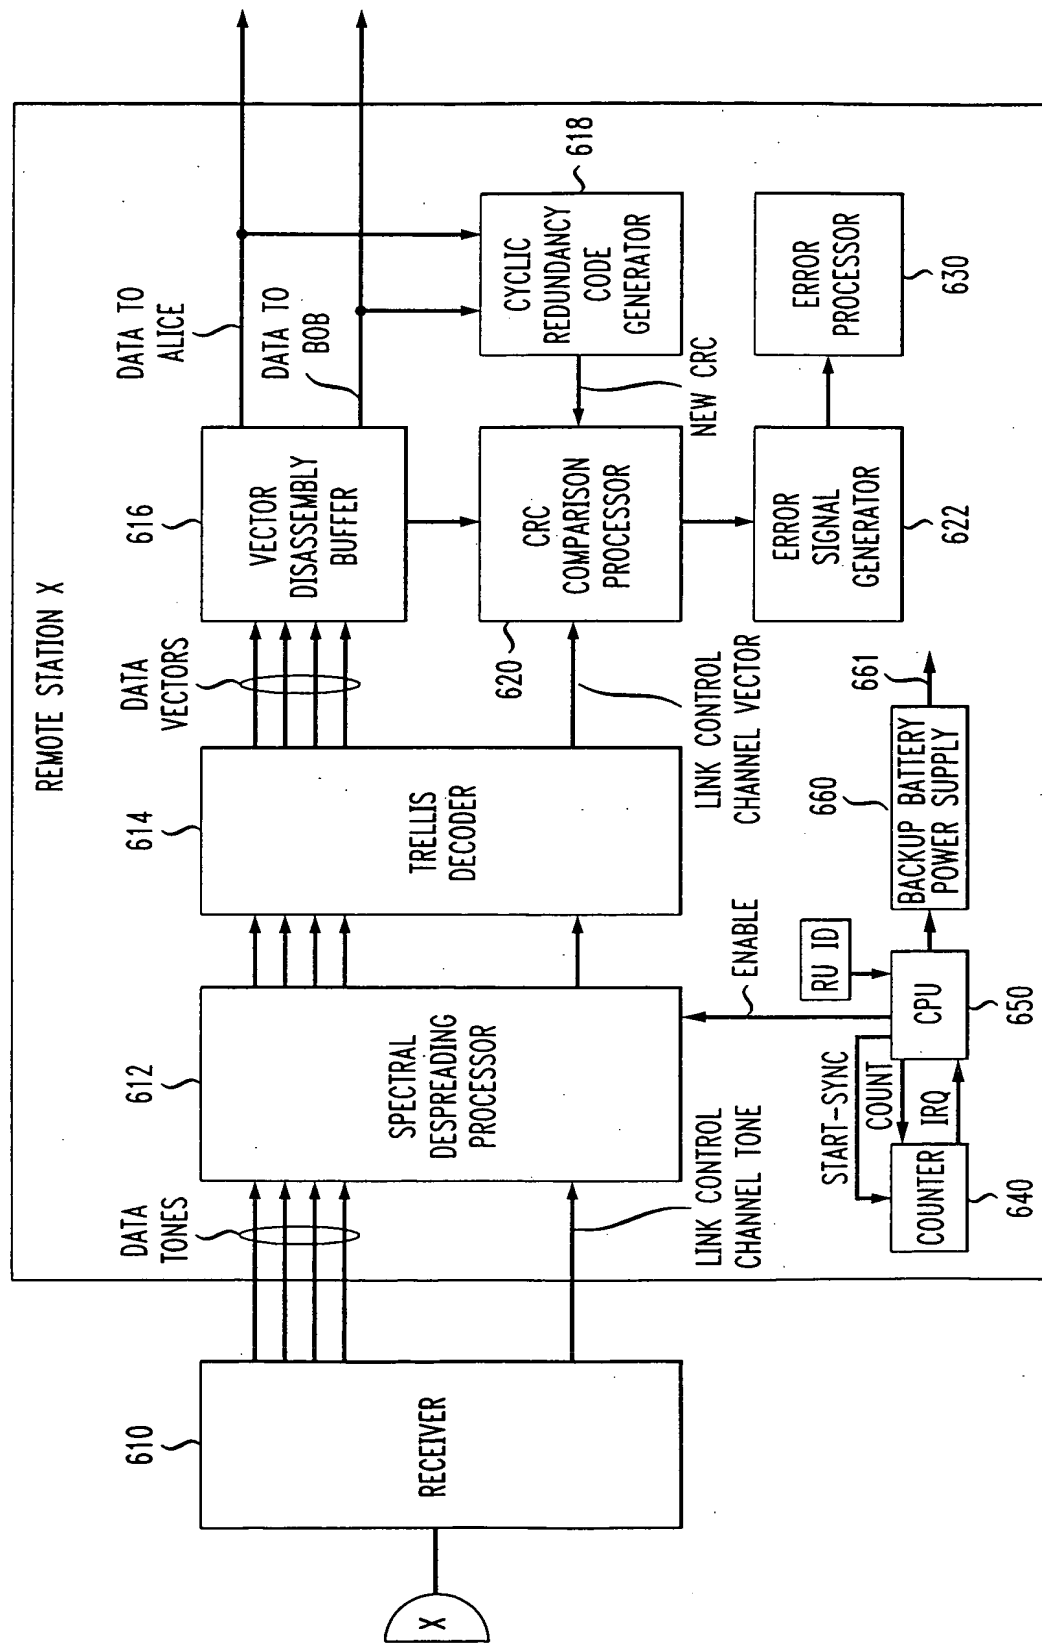 REMOTE STATION X
X
RECEIVER
610
DATA
TONES
LINK CONTROL
CHANNEL TONE
SPECTRAL
DESPREADING
PROCESSOR
612
TRELLIS
DECODER
614
DATA
VECTORS
LINK CONTROL
CHANNEL VECTOR
VECTOR
DISASSEMBLY
BUFFER
616
DATA TO
ALICE
DATA TO
BOB
CYCLIC
REDUNDANCY
CODE
GENERATOR
618
NEW CRC
CRC
COMPARISON
PROCESSOR
620
ERROR
SIGNAL
GENERATOR
622
ERROR
PROCESSOR
630
COUNTER
640
START-SYNC
COUNT
IRQ
CPU
650
RU ID
ENABLE
BACKUP BATTERY
POWER SUPPLY
660
661